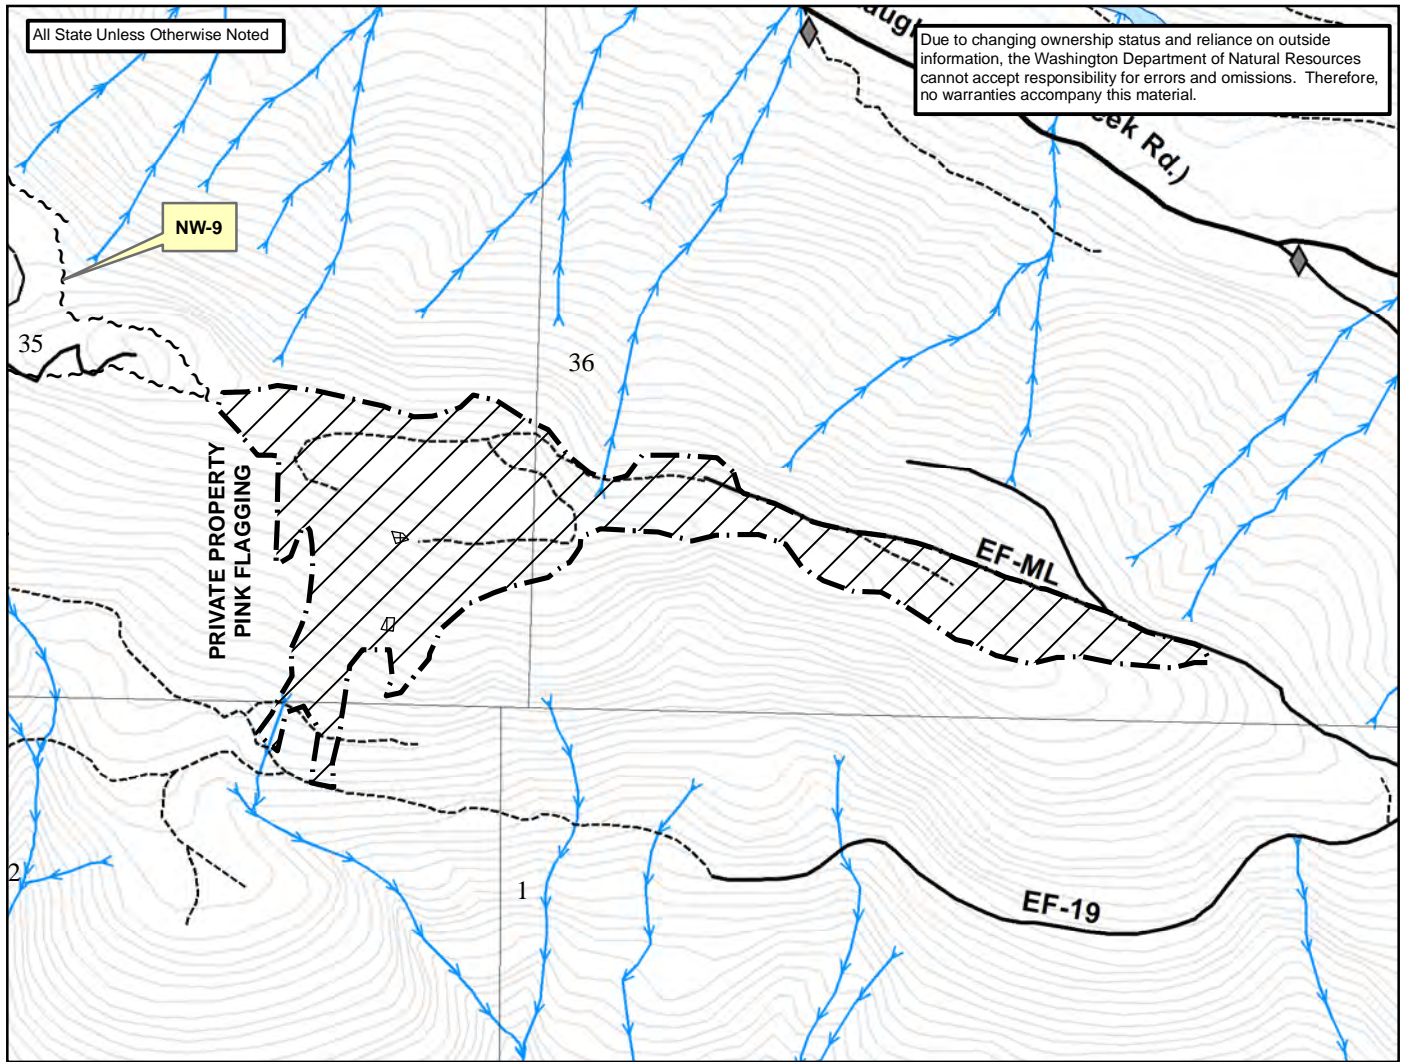 All State Unless Otherwise Noted
Due to changing ownership status and reliance on outside
information, the Washington Department of Natural Resources
cannot accept responsibility for errors and omissions. Therefore,
no warranties accompany this material.
NW-9
35
36
PRIVATE PROPERTY
PINK FLAGGING
EF-ML
2
1
EF-19
Rd.)